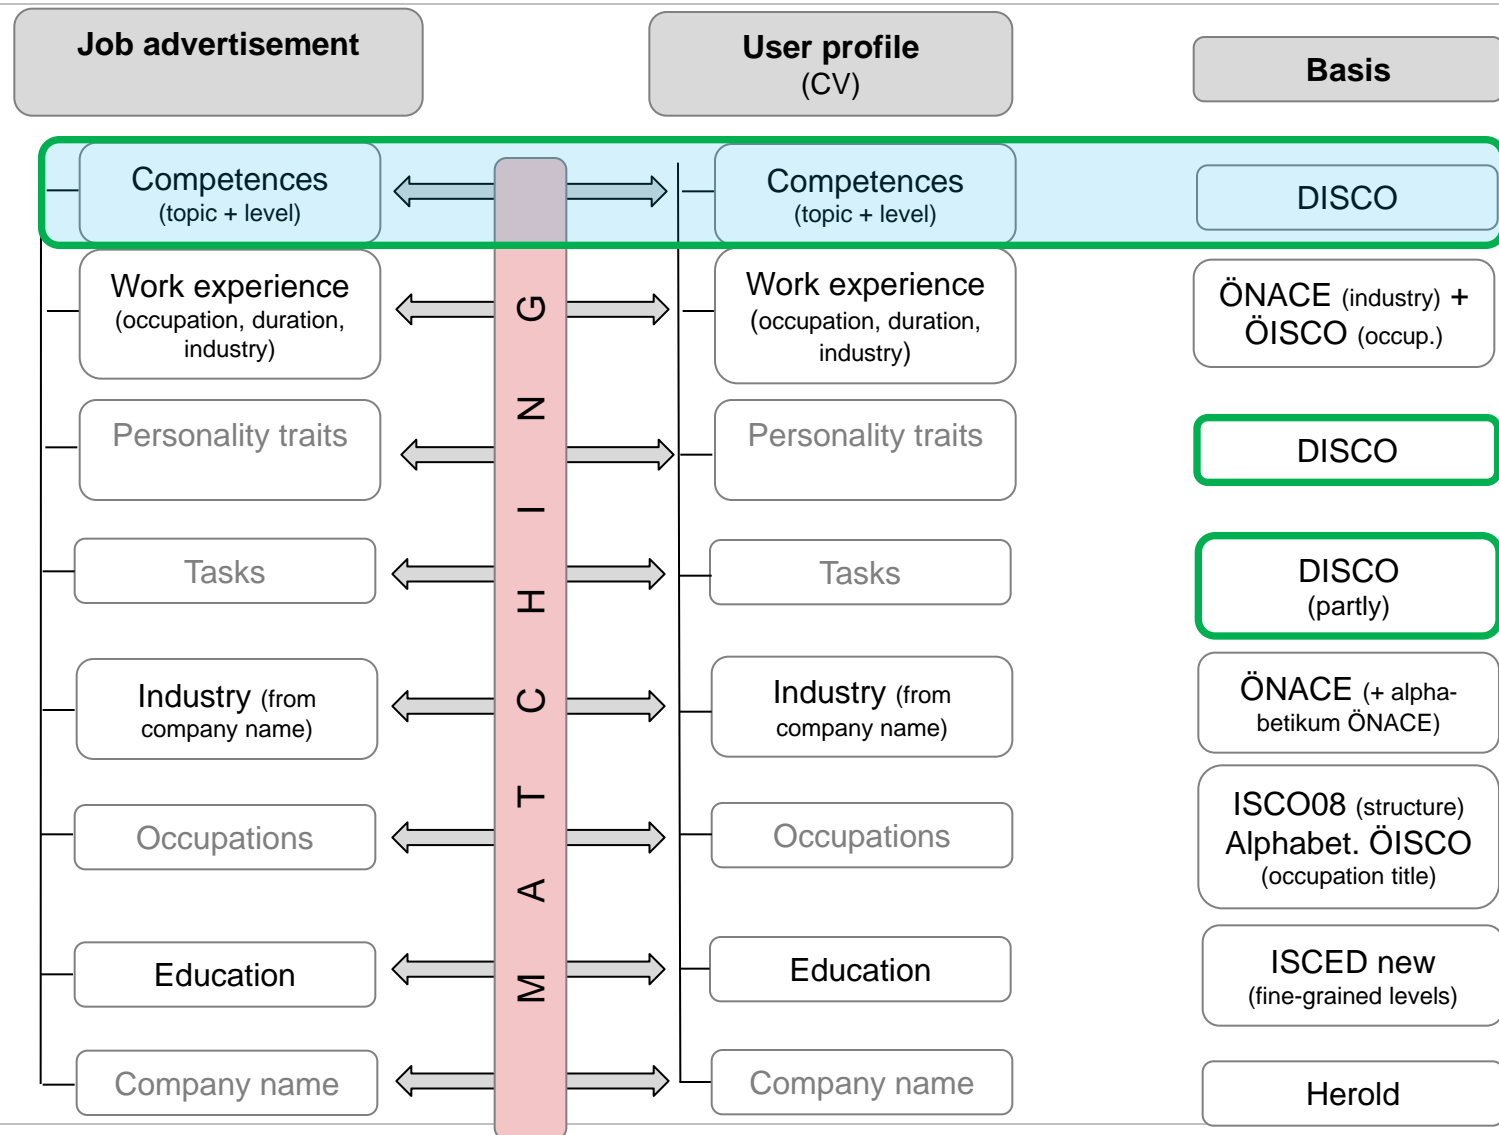 Job advertisement
User profile
(CV)
Basis
Competences
(topic + level)
Competences
(topic + level)
DISCO
Work experience
(occupation, duration,
industry)
Work experience
(occupation, duration,
industry)
ÖNACE (industry) +
ÖISCO (occup.)
Personality traits
Personality traits
DISCO
Tasks
Tasks
DISCO
(partly)
Industry (from
company name)
Industry (from
company name)
ÖNACE (+ alpha-
betikum ÖNACE)
Occupations
Occupations
ISCO08 (structure)
Alphabet. ÖISCO
(occupation title)
Education
Education
ISCED new
(fine-grained levels)
Company name
Company name
Herold
M A T C H I N G